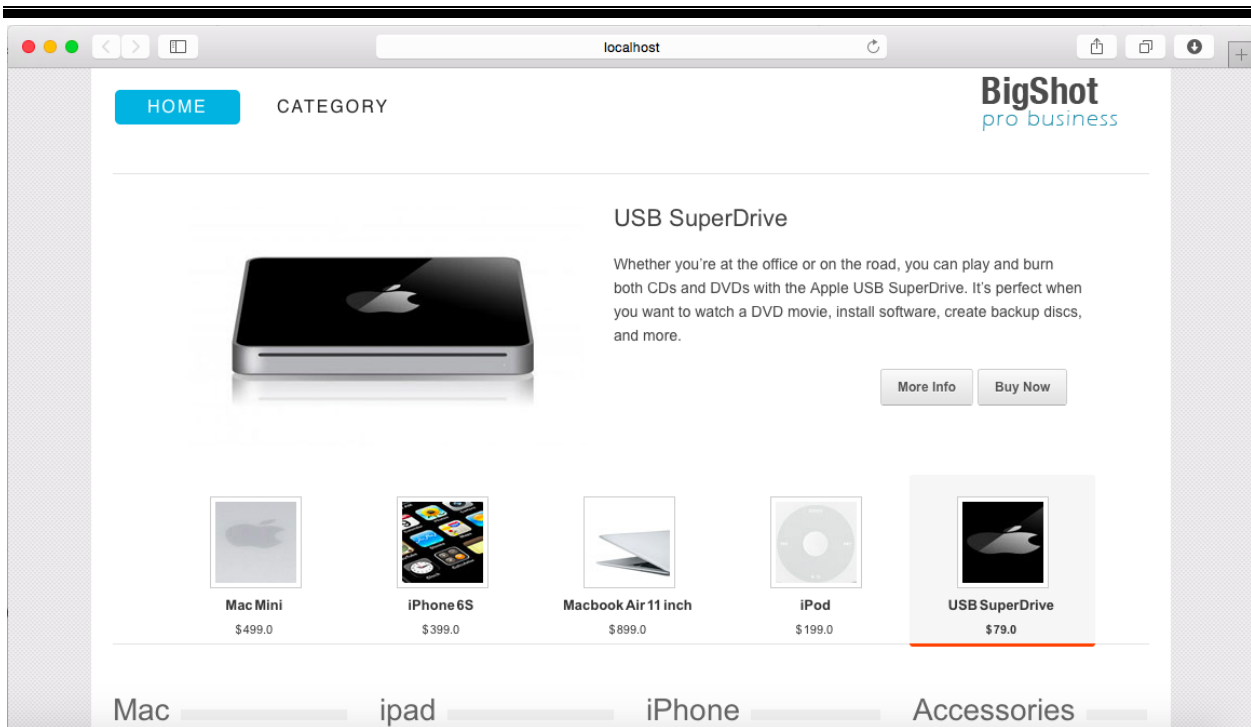 localhost
HOME
CATEGORY
BigShot
pro business
USB SuperDrive
Whether you're at the office or on the road, you can play and burn
both CDs and DVDs with the Apple USB SuperDrive. It's perfect when
you want to watch a DVD movie, install software, create backup discs,
and more.
More Info
Buy Now
Mac Mini
$499.0
iPhone 6S
$399.0
Macbook Air 11 inch
$899.0
iPod
$199.0
USB SuperDrive
$79.0
Mac
ipad
iPhone
Accessories